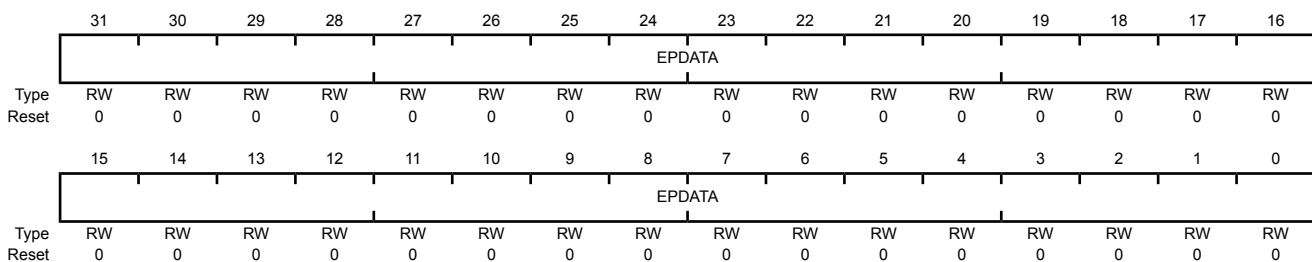 31 30 29 28 27 26 25 24 23 22 21 20 19 18 17 16
EPDATA
Type RW RW RW RW RW RW RW RW RW RW RW RW RW RW RW RW
Reset 0 0 0 0 0 0 0 0 0 0 0 0 0 0 0 0
15 14 13 12 11 10 9 8 7 6 5 4 3 2 1 0
EPDATA
Type RW RW RW RW RW RW RW RW RW RW RW RW RW RW RW RW
Reset 0 0 0 0 0 0 0 0 0 0 0 0 0 0 0 0